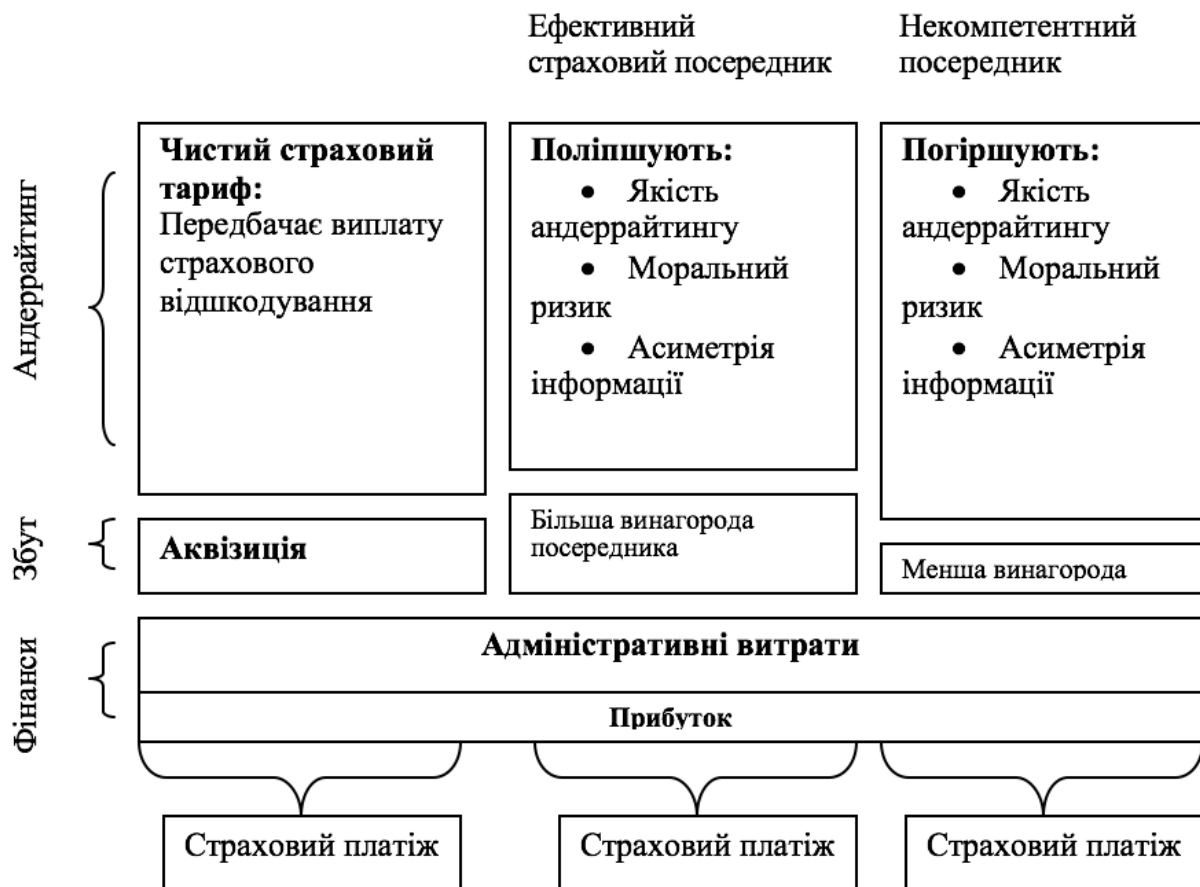 Ефективний
страховий посередник
Некомпетентний
посередник
Андеррайтинг
Чистий страховий
тариф:
Передбачає виплату
страхового
відшкодування
Поліпшують:
• Якість
андеррайтингу
• Моральний
ризик
• Асиметрія
інформації
Погіршують:
• Якість
андеррайтингу
• Моральний
ризик
• Асиметрія
інформації
Збут
Аквізиція
Більша винагорода
посередника
Менша винагорода
Фінанси
Адміністративні витрати
Прибуток
Страховий платіж
Страховий платіж
Страховий платіж